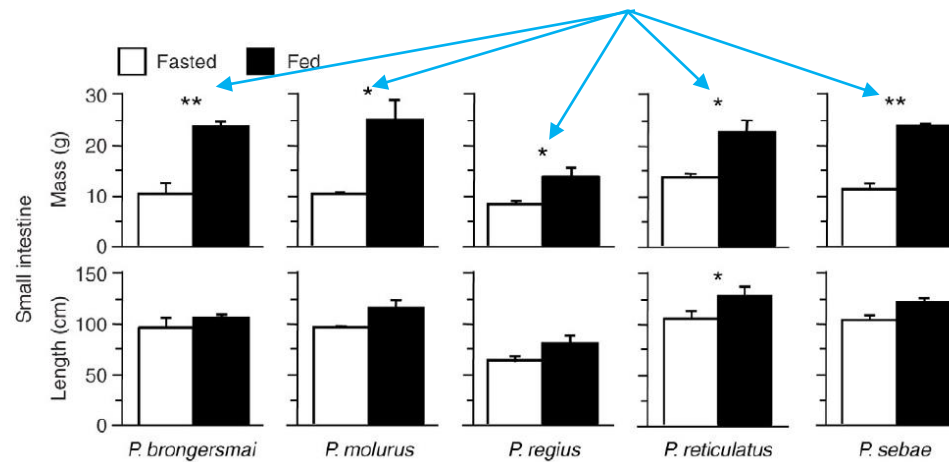 Fasted Fed
Small intestine
Mass (g)
30
20
10
0
** * * * **
Length (cm)
150
100
50
0
*
P. brongersmai P. molurus P. regius P. reticulatus P. sebae